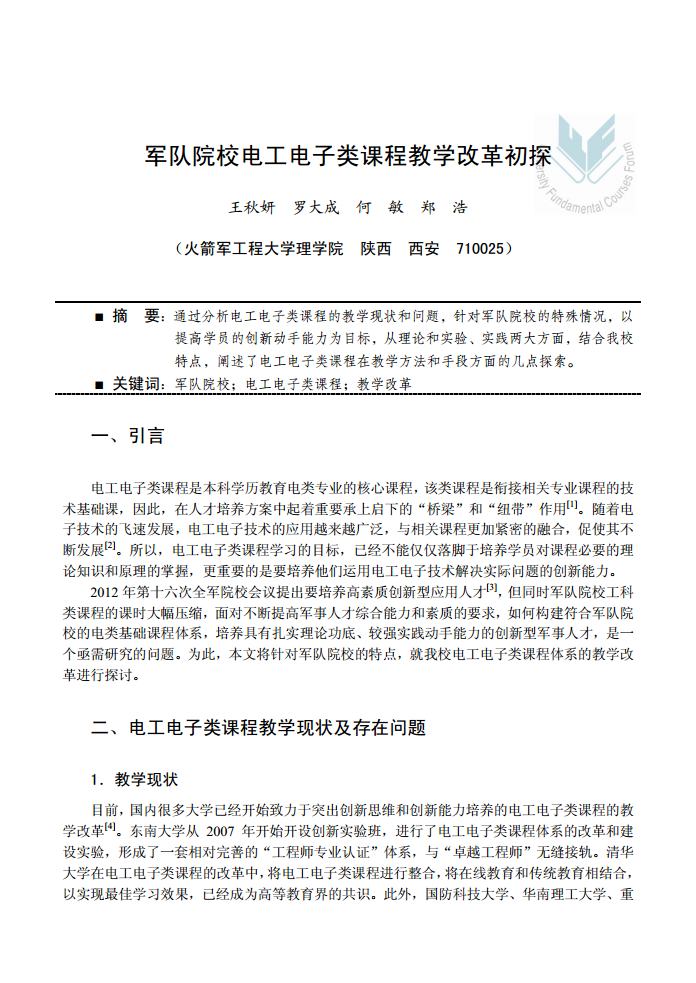 军队院校电工电子类课程教学改革初探
王秋妍 罗大成 何 敏 郑 浩
（火箭军工程大学理学院 陕西 西安 710025）
ersity Fundamental Courses Forum
■ 摘 要：通过分析电工电子类课程的教学现状和问题，针对军队院校的特殊情况，以
提高学员的创新动手能力为目标，从理论和实验、实践两大方面，结合我校
特点，阐述了电工电子类课程在教学方法和手段方面的几点探索。
■ 关键词：军队院校；电工电子类课程；教学改革
一、引言
电工电子类课程是本科学历教育电类专业的核心课程，该类课程是衔接相关专业课程的技
术基础课，因此，在人才培养方案中起着重要承上启下的“桥梁”和“纽带”作用[1]。随着电
子技术的飞速发展，电工电子技术的应用越来越广泛，与相关课程更加紧密的融合，促使其不
断发展[2]。所以，电工电子类课程学习的目标，已经不能仅仅落脚于培养学员对课程必要的理
论知识和原理的掌握，更重要的是要培养他们运用电工电子技术解决实际问题的创新能力。
2012 年第十六次全军院校会议提出要培养高素质创新型应用人才[3]，但同时军队院校工科
类课程的课时大幅压缩，面对不断提高军事人才综合能力和素质的要求，如何构建符合军队院
校的电类基础课程体系，培养具有扎实理论功底、较强实践动手能力的创新型军事人才，是一
个亟需研究的问题。为此，本文将针对军队院校的特点，就我校电工电子类课程体系的教学改
革进行探讨。
二、电工电子类课程教学现状及存在问题
1．教学现状
目前，国内很多大学已经开始致力于突出创新思维和创新能力培养的电工电子类课程的教
学改革[4]。东南大学从 2007 年开始开设创新实验班，进行了电工电子类课程体系的改革和建
设实验，形成了一套相对完善的“工程师专业认证”体系，与“卓越工程师”无缝接轨。清华
大学在电工电子类课程的改革中，将电工电子类课程进行整合，将在线教育和传统教育相结合，
以实现最佳学习效果，已经成为高等教育界的共识。此外，国防科技大学、华南理工大学、重